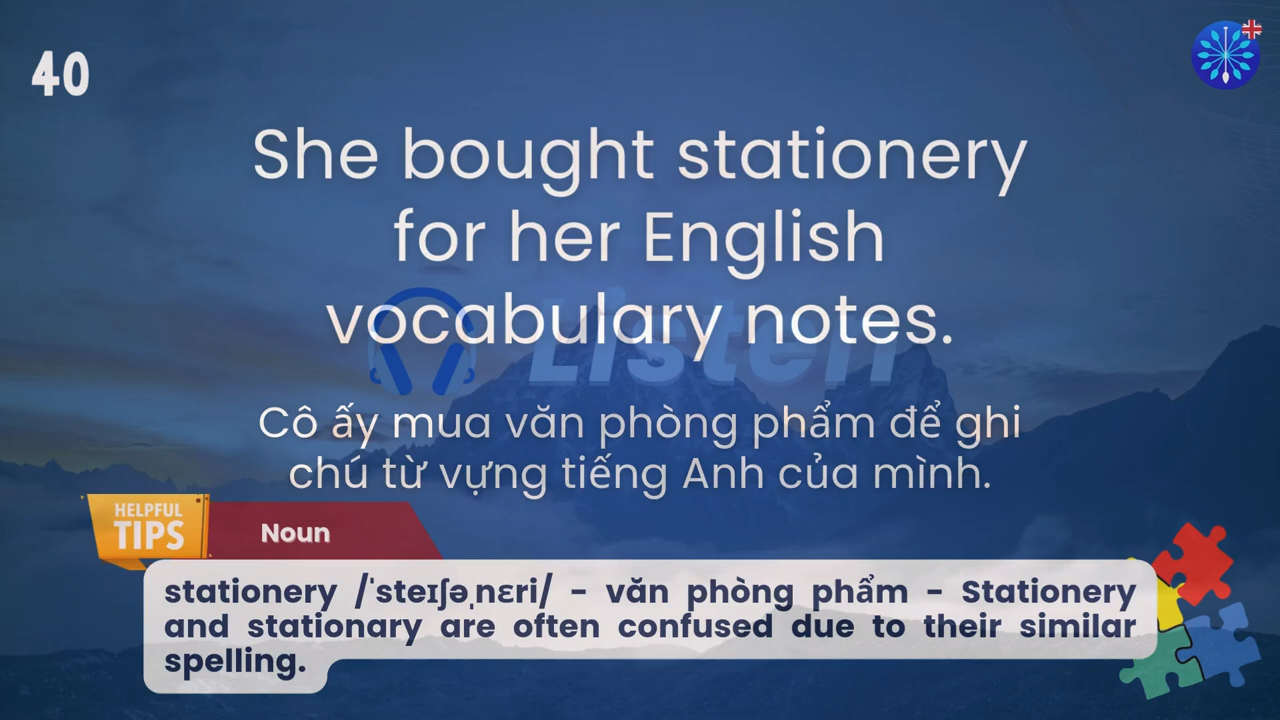 40
She bought stationery
for her English
vocabulary notes.
Listen
Cô ấy mua văn phòng phẩm để ghi
chú từ vựng tiếng Anh của mình.
HELPFUL
TIPS
Noun
stationery /ˈsteɪʃəˌnɛri/ - văn phòng phẩm - Stationery
and stationary are often confused due to their similar
spelling.